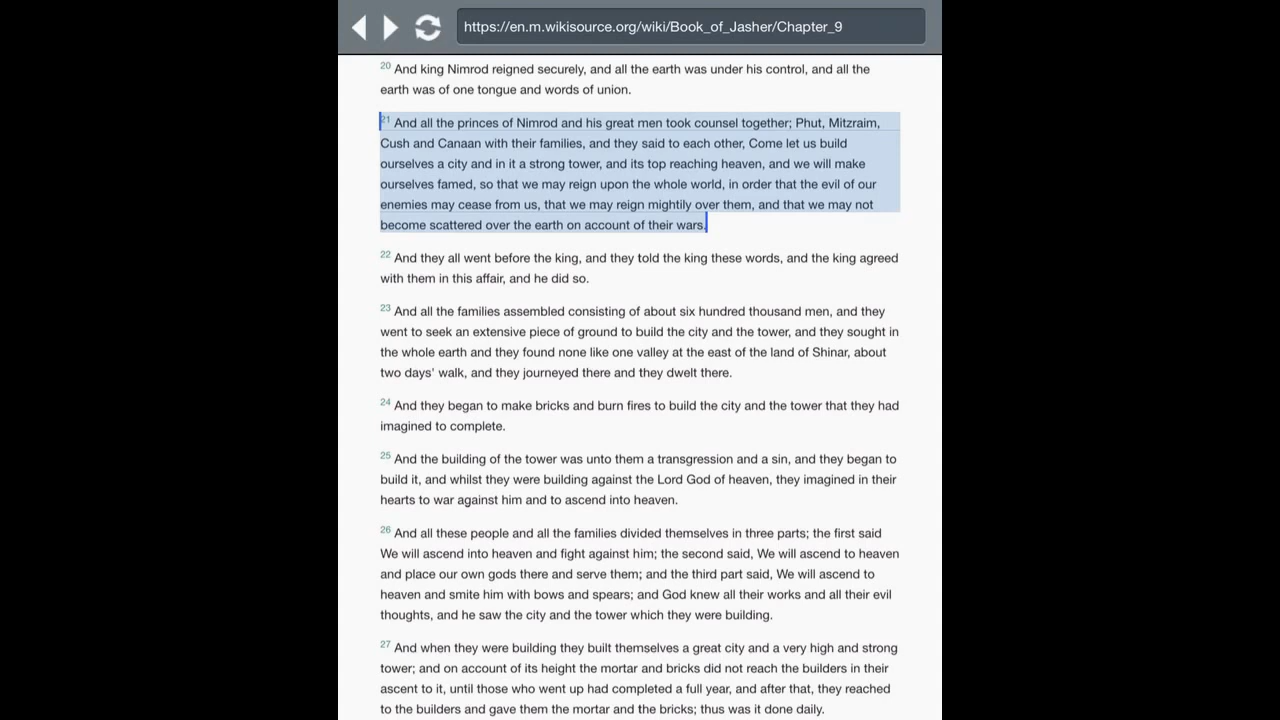 https://en.m.wikisource.org/wiki/Book_of_Jasher/Chapter_9
20 And king Nimrod reigned securely, and all the earth was under his control, and all the
earth was of one tongue and words of union.
21 And all the princes of Nimrod and his great men took counsel together; Phut, Mitzraim,
Cush and Canaan with their families, and they said to each other, Come let us build
ourselves a city and in it a strong tower, and its top reaching heaven, and we will make
ourselves famed, so that we may reign upon the whole world, in order that the evil of our
enemies may cease from us, that we may reign mightily over them, and that we may not
become scattered over the earth on account of their wars.
22 And they all went before the king, and they told the king these words, and the king agreed
with them in this affair, and he did so.
23 And all the families assembled consisting of about six hundred thousand men, and they
went to seek an extensive piece of ground to build the city and the tower, and they sought in
the whole earth and they found none like one valley at the east of the land of Shinar, about
two days' walk, and they journeyed there and they dwelt there.
24 And they began to make bricks and burn fires to build the city and the tower that they had
imagined to complete.
25 And the building of the tower was unto them a transgression and a sin, and they began to
build it, and whilst they were building against the Lord God of heaven, they imagined in their
hearts to war against him and to ascend into heaven.
26 And all these people and all the families divided themselves in three parts; the first said
We will ascend into heaven and fight against him; the second said, We will ascend to heaven
and place our own gods there and serve them; and the third part said, We will ascend to
heaven and smite him with bows and spears; and God knew all their works and all their evil
thoughts, and he saw the city and the tower which they were building.
27 And when they were building they built themselves a great city and a very high and strong
tower; and on account of its height the mortar and bricks did not reach the builders in their
ascent to it, until those who went up had completed a full year, and after that, they reached
to the builders and gave them the mortar and the bricks; thus was it done daily.